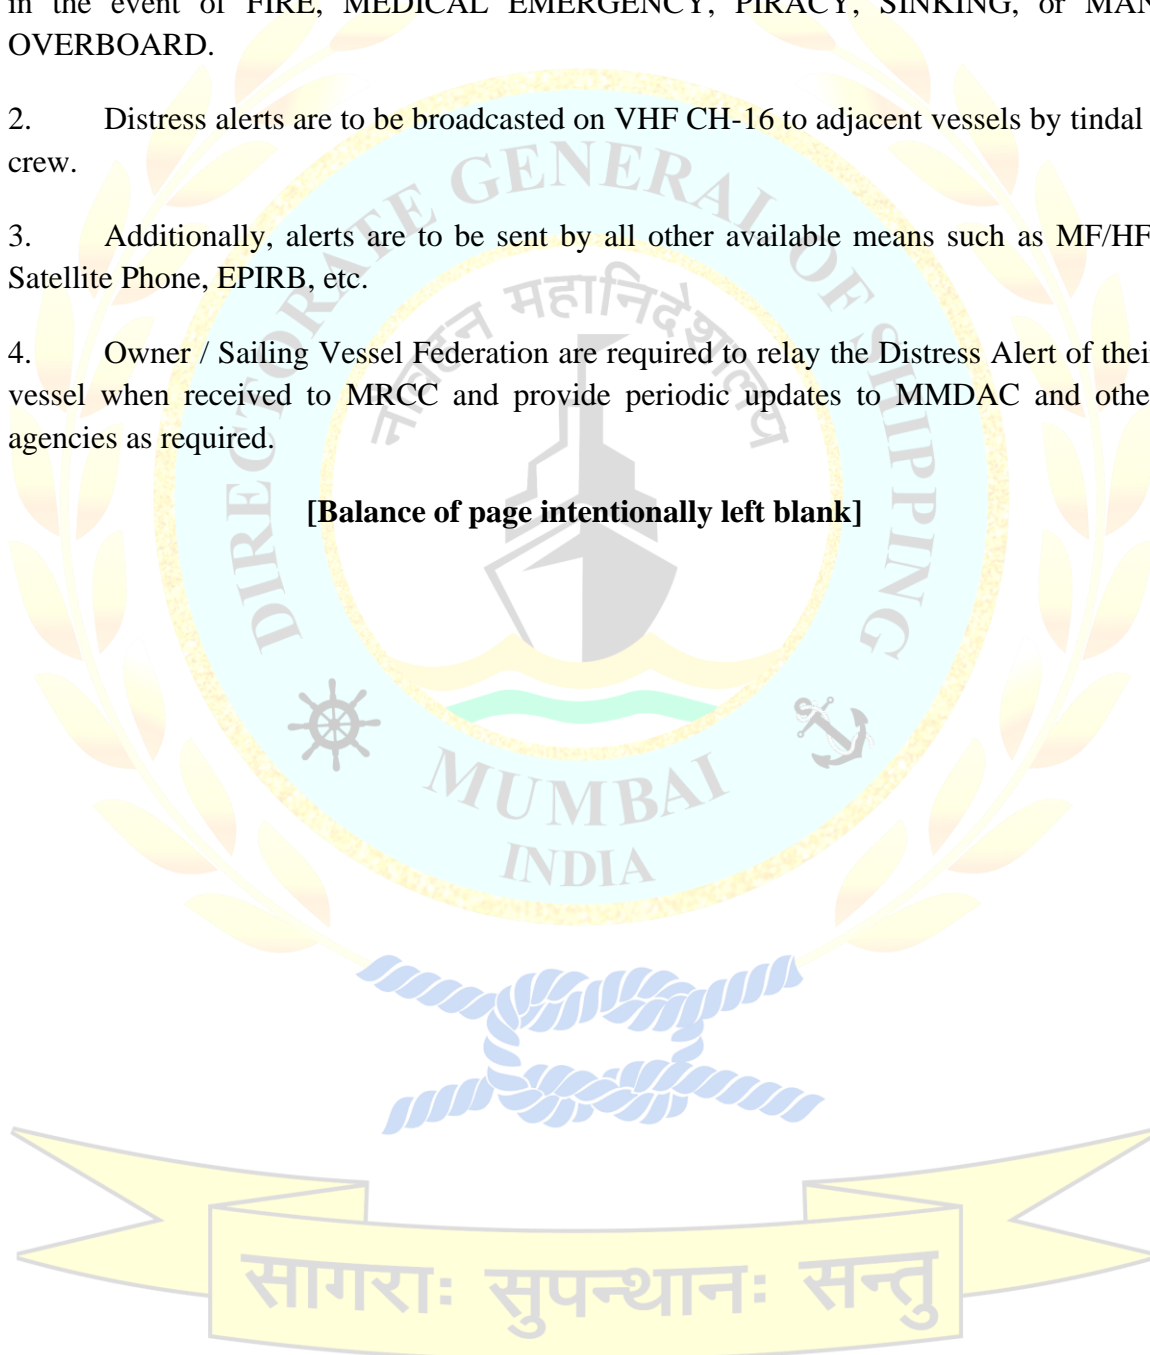 in the event of FIRE, MEDICAL EMERGENCY, PIRACY, SINKING, or MAN
OVERBOARD.
2. Distress alerts are to be broadcasted on VHF CH-16 to adjacent vessels by tindal
crew.
3. Additionally, alerts are to be sent by all other available means such as MF/HF
Satellite Phone, EPIRB, etc.
4. Owner / Sailing Vessel Federation are required to relay the Distress Alert of thei
vessel when received to MRCC and provide periodic updates to MMDAC and othe
agencies as required.
[Balance of page intentionally left blank]
DIRECTORATE GENERAL OF SHIPPING
नौवहन महानिदेशालय
MUMBAI
INDIA
सागराः सुपन्थानः सन्तु